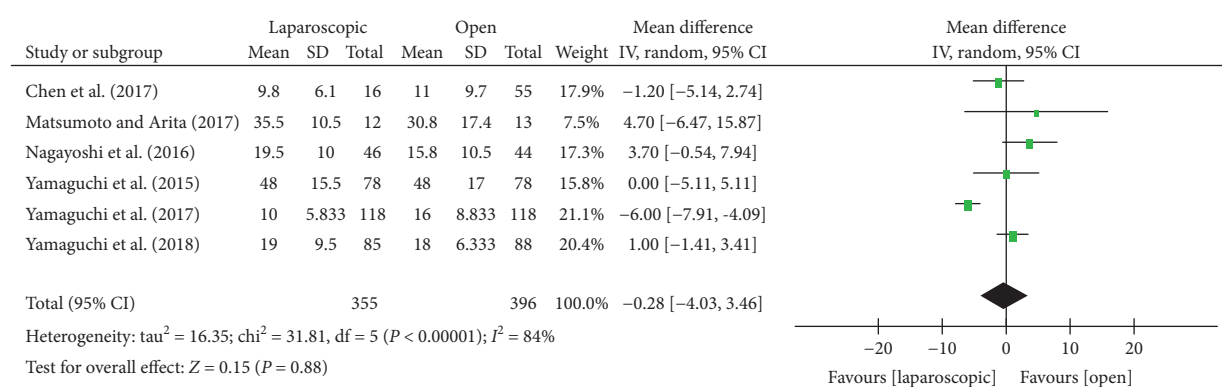 Laparoscopic Open Mean difference Mean difference
Study or subgroup Mean SD Total Mean SD Total Weight IV, random, 95% CI IV, random, 95% CI
Chen et al. (2017) 9.8 6.1 16 11 9.7 55 17.9% −1.20 [−5.14, 2.74]
Matsumoto and Arita (2017) 35.5 10.5 12 30.8 17.4 13 7.5% 4.70 [−6.47, 15.87]
Nagayoshi et al. (2016) 19.5 10 46 15.8 10.5 44 17.3% 3.70 [−0.54, 7.94]
Yamaguchi et al. (2015) 48 15.5 78 48 17 78 15.8% 0.00 [−5.11, 5.11]
Yamaguchi et al. (2017) 10 5.833 118 16 8.833 118 21.1% −6.00 [−7.91, -4.09]
Yamaguchi et al. (2018) 19 9.5 85 18 6.333 88 20.4% 1.00 [−1.41, 3.41]
Total (95% CI) 355 396 100.0% −0.28 [−4.03, 3.46]
Heterogeneity: tau² = 16.35; chi² = 31.81, df = 5 (P < 0.00001); I² = 84%
Test for overall effect: Z = 0.15 (P = 0.88)
−20 −10 0 10 20
Favours [laparoscopic] Favours [open]